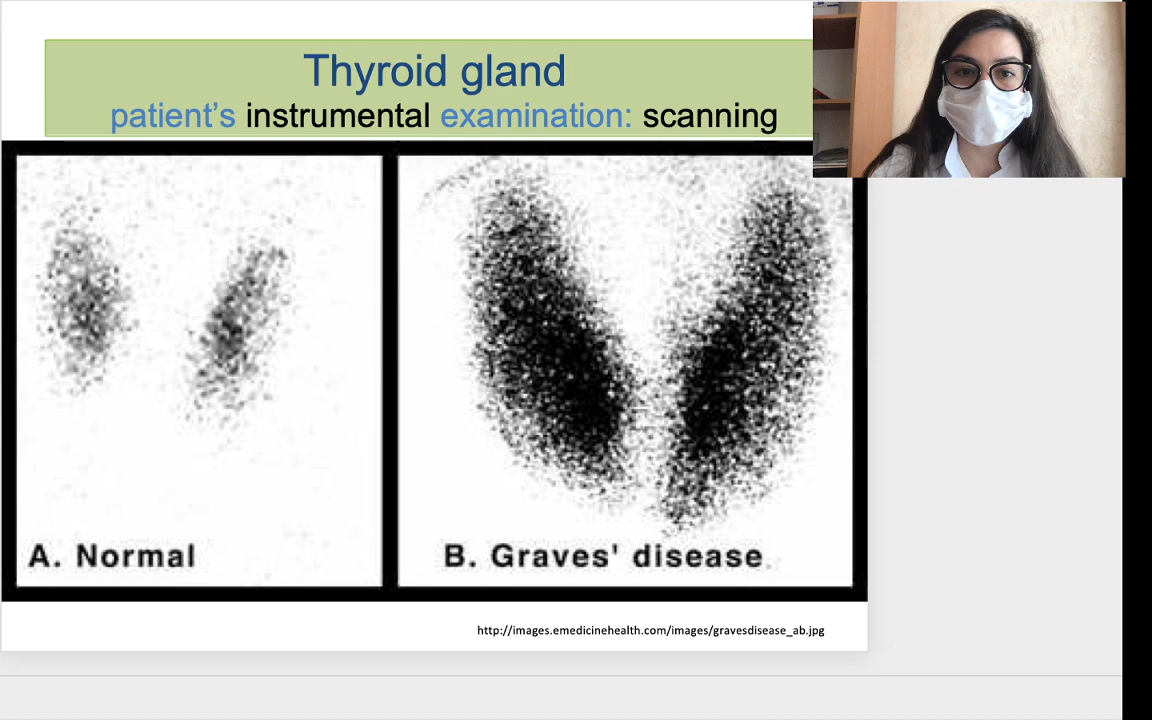 Thyroid gland
patient’s instrumental examination: scanning
A. Normal
B. Graves' disease
http://images.emedicinehealth.com/images/gravesdisease_ab.jpg